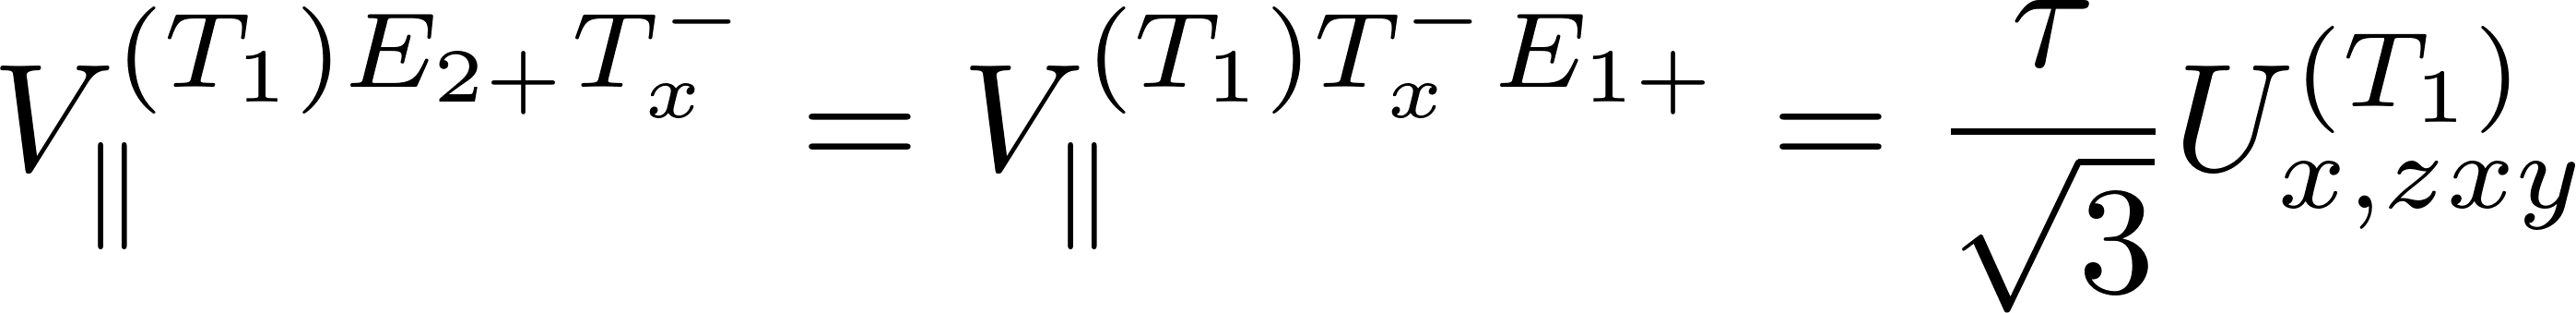 V_{\parallel}^{(T_1)E_{2+}T_x^-} = V_{\parallel}^{(T_1)T_x^-E_{1+}} = \frac{\tau}{\sqrt{3}}U_{x,zxy}^{(T_1)}